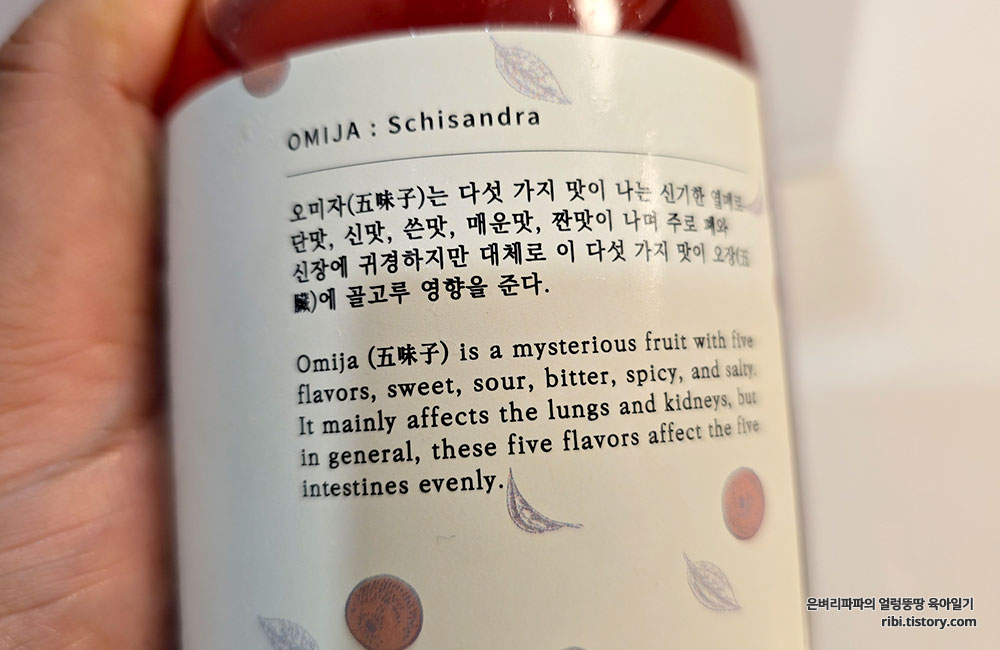 OMIJA : Schisandra
오미자(五味子)는 다섯 가지 맛이 나는 신기한 열매로
단맛, 신맛, 쓴맛, 매운맛, 짠맛이 나며 주로 폐와
신장에 귀경하지만 대체로 이 다섯 가지 맛이 오장(五
臟)에 골고루 영향을 준다.
Omija (五味子) is a mysterious fruit with five
flavors, sweet, sour, bitter, spicy, and salty.
It mainly affects the lungs and kidneys, but
in general, these five flavors affect the five
intestines evenly.
은벼리파파의 얼렁뚱땅 육아일기
ribi.tistory.com